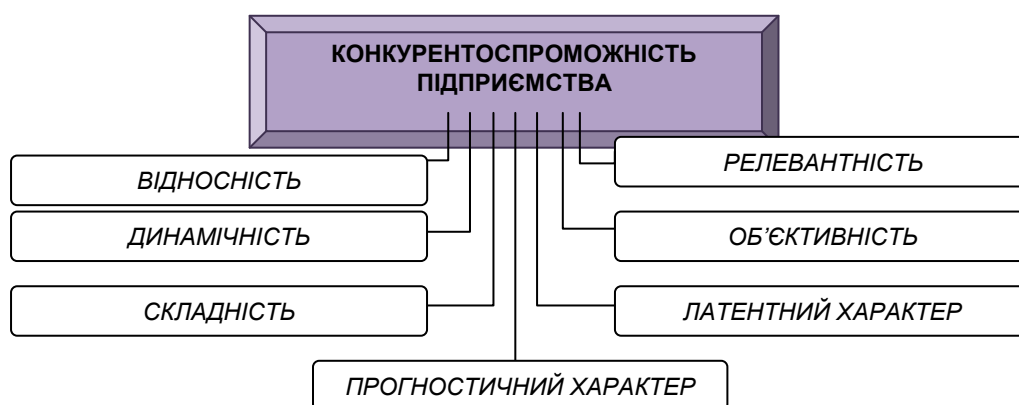 КОНКУРЕНТОСПРОМОЖНІСТЬ
ПІДПРИЄМСТВА
ВІДНОСНІСТЬ
РЕЛЕВАНТНІСТЬ
ДИНАМІЧНІСТЬ
ОБ’ЄКТИВНІСТЬ
СКЛАДНІСТЬ
ЛАТЕНТНИЙ ХАРАКТЕР
ПРОГНОСТИЧНИЙ ХАРАКТЕР